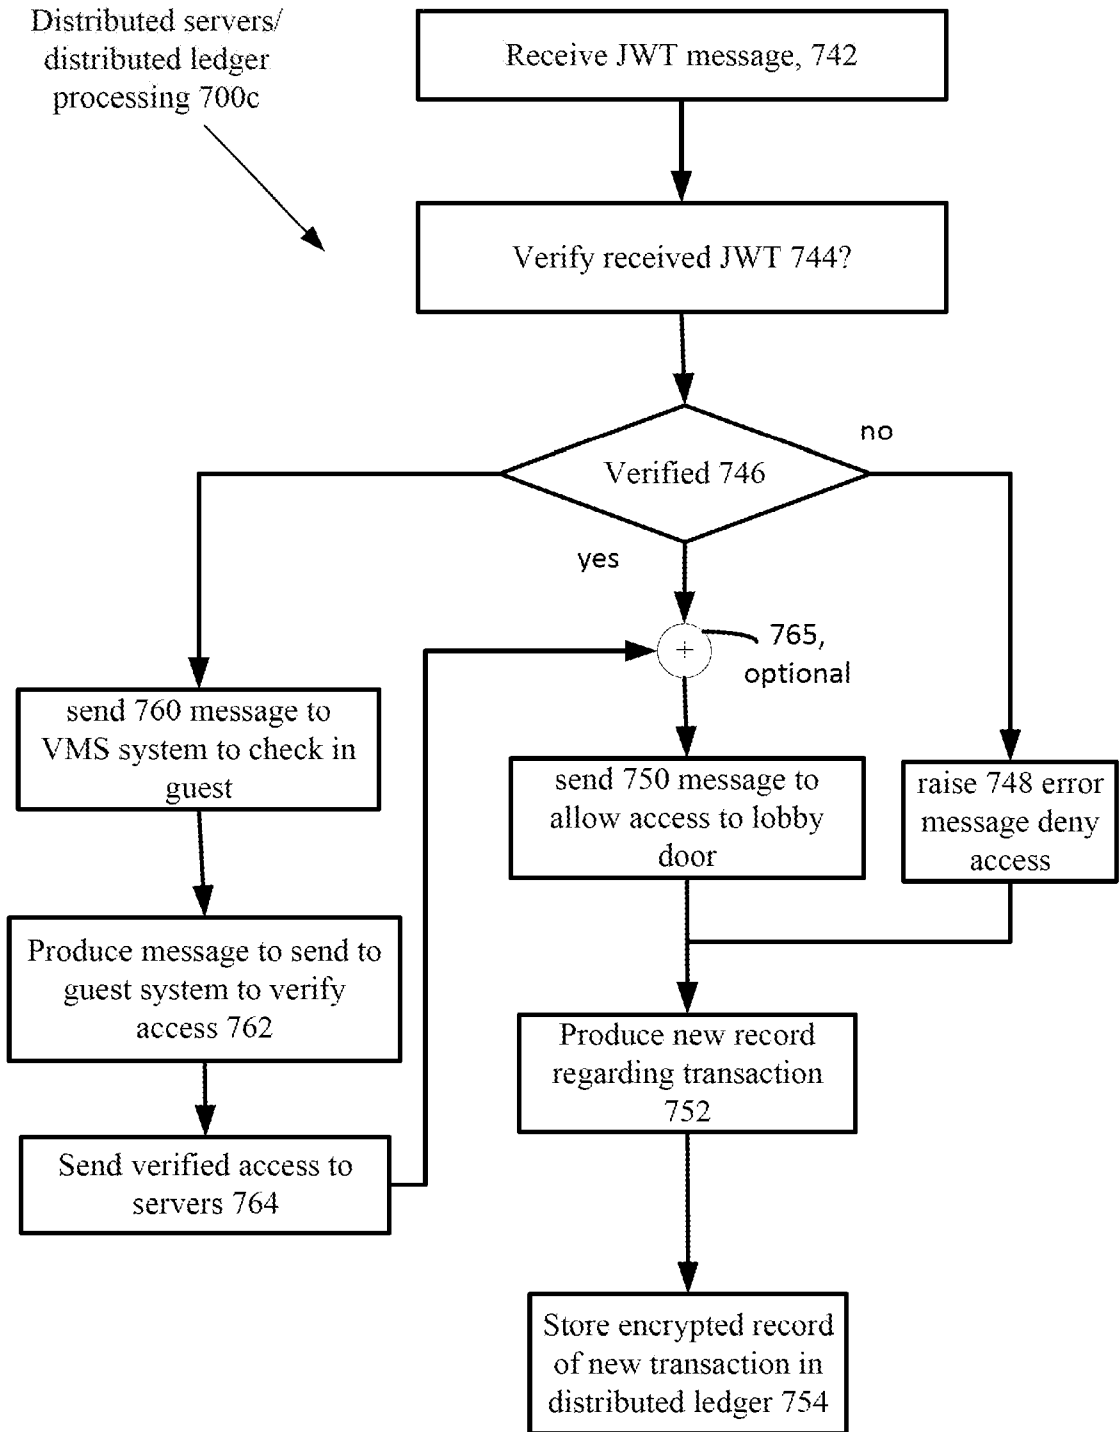 Distributed servers/
distributed ledger
processing 700c
Receive JWT message, 742
Verify received JWT 744?
no
Verified 746
yes
765,
optional
+
send 760 message to
VMS system to check in
guest
send 750 message to
allow access to lobby
door
raise 748 error
message deny
access
Produce message to send to
guest system to verify
access 762
Produce new record
regarding transaction
752
Send verified access to
servers 764
Store encrypted record
of new transaction in
distributed ledger 754